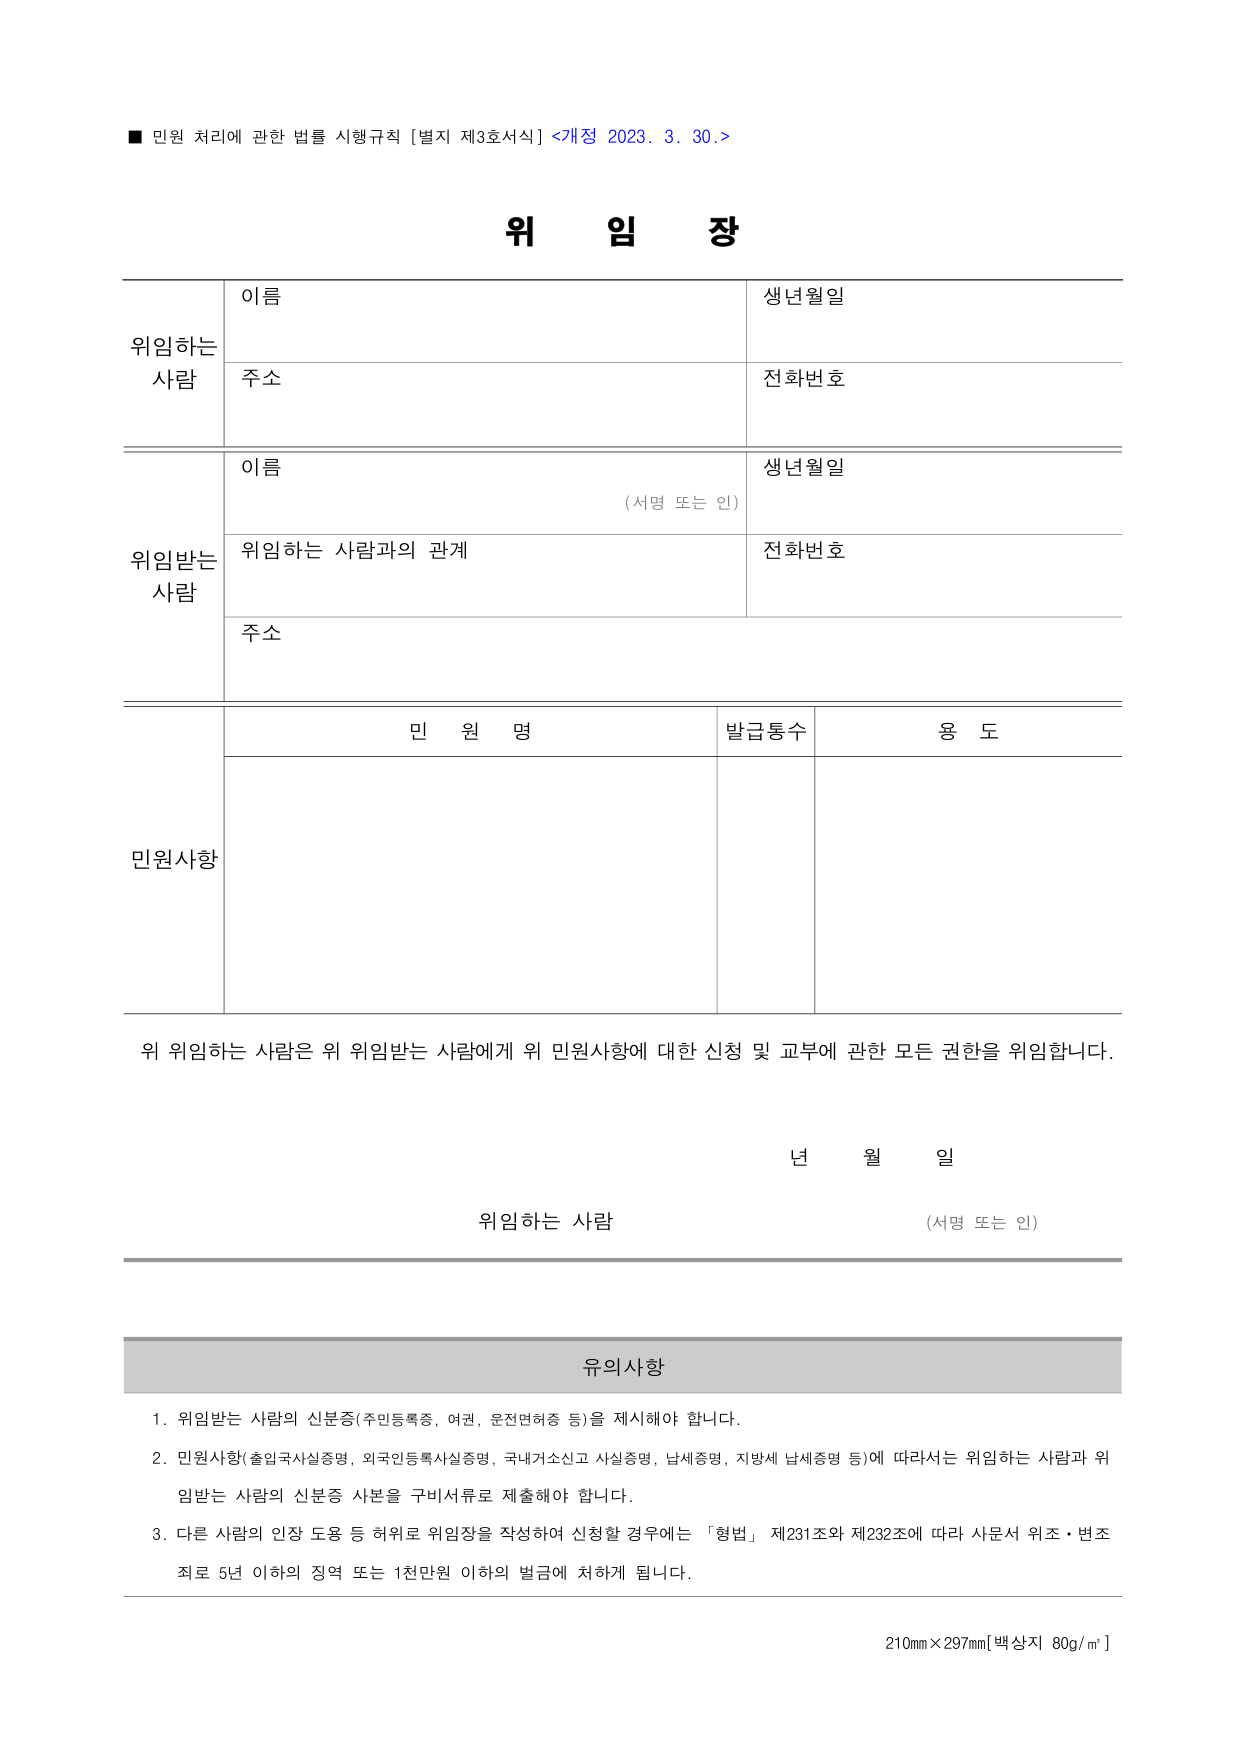 ■ 민원 처리에 관한 법률 시행규칙 [별지 제3호서식] <개정 2023. 3. 30.>
위 임 장
위임하는
사람
이름
생년월일
주소
전화번호
위임받는
사람
이름
(서명 또는 인)
생년월일
위임하는 사람과의 관계
전화번호
주소
민원사항
민 원 명
발급통수
용 도
위 위임하는 사람은 위 위임받는 사람에게 위 민원사항에 대한 신청 및 교부에 관한 모든 권한을 위임합니다.
년 월 일
위임하는 사람 (서명 또는 인)
유의사항
1. 위임받는 사람의 신분증(주민등록증, 여권, 운전면허증 등)을 제시해야 합니다.
2. 민원사항(출입국사실증명, 외국인등록사실증명, 국내거소신고 사실증명, 납세증명, 지방세 납세증명 등)에 따라서는 위임하는 사람과 위
임받는 사람의 신분증 사본을 구비서류로 제출해야 합니다.
3. 다른 사람의 인장 도용 등 허위로 위임장을 작성하여 신청할 경우에는 「형법」 제231조와 제232조에 따라 사문서 위조·변조
죄로 5년 이하의 징역 또는 1천만원 이하의 벌금에 처하게 됩니다.
210㎜×297㎜[백상지 80g/㎡]